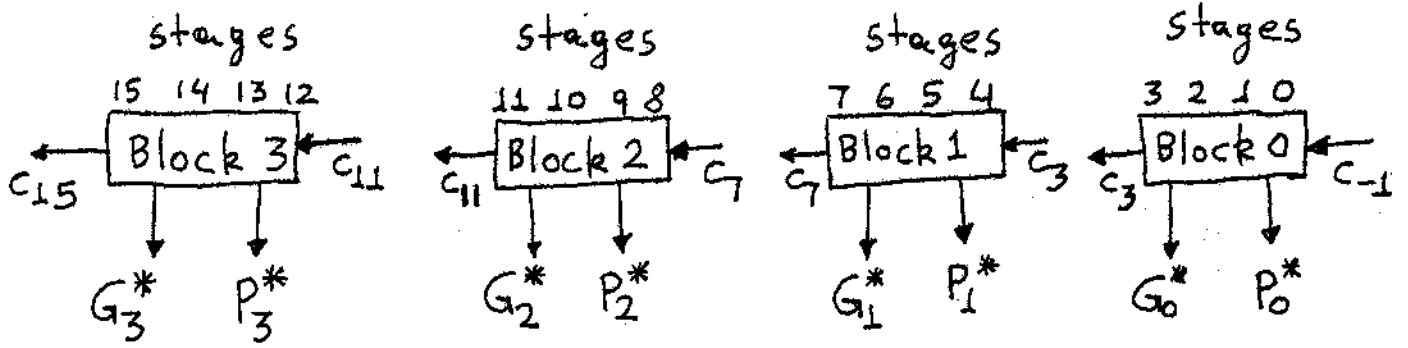 stages stages stages stages
15 14 13 12 11 10 9 8 7 6 5 4 3 2 1 0
Block 3 Block 2 Block 1 Block 0
C15 C11 C11 C7 C7 C3 C3 C-1
G3* P3* G2* P2* G1* P1* G0* P0*